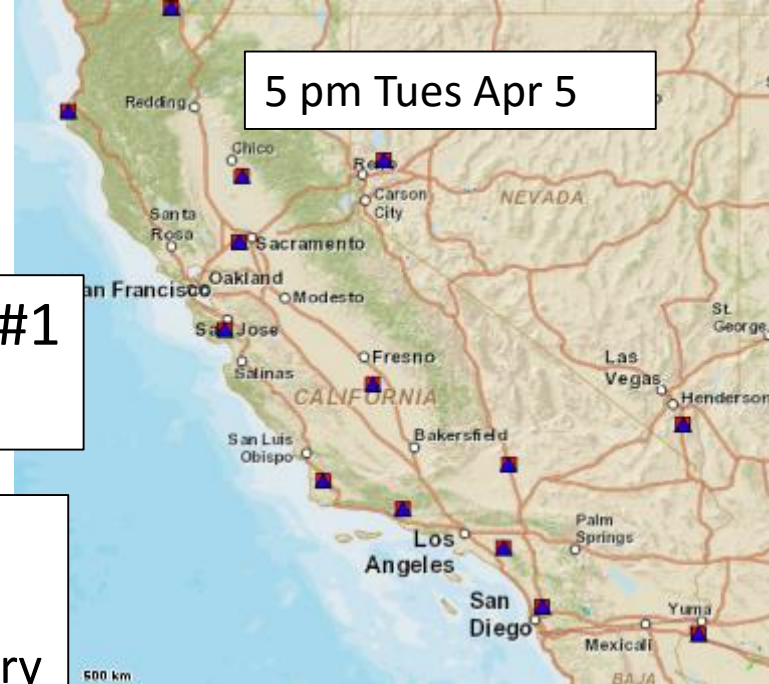 5 pm Tues Apr 5
Redding
Chico
Carson
City
NEVADA
Santa
Rosa
Sacramento
an Francisco
Oakland
Modesto
St.
George
#1
Jose
Salinas
Fresno
CALIFORNIA
Las
Vegas
Henderson
San Luis
Obispo
Bakersfield
Los
Angeles
Palm
Springs
San
Diego
Yuma
Mexicali
BAJA
ry
500 km